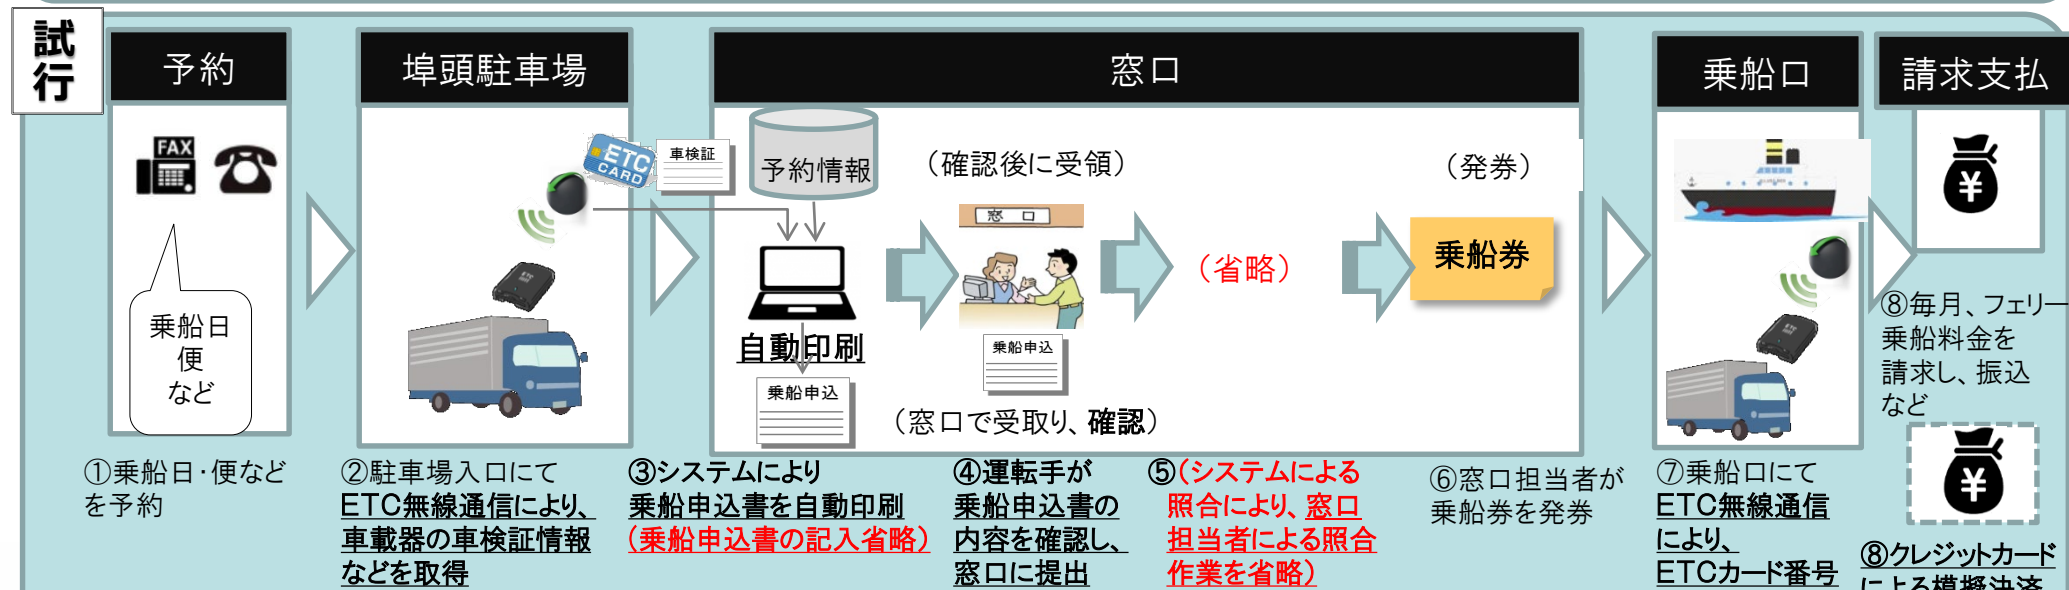 試行
予約
埠頭駐車場
窓口
乗船口
請求支払
FAX
乗船日
便
など
ETC
CARD
車検証
予約情報
自動印刷
乗船申込
(確認後に受領)
窓 口
乗船申込
(窓口で受取り、確認)
(省略)
(発券)
乗船券
¥
⑧毎月、フェリー
乗船料金を
請求し、振込
など
¥
①乗船日・便など
を予約
②駐車場入口にて
ETC無線通信により、
車載器の車検証情報
などを取得
③システムにより
乗船申込書を自動印刷
(乗船申込書の記入省略)
④運転手が
乗船申込書の
内容を確認し、
窓口に提出
⑤(システムによる
照合により、窓口
担当者による照合
作業を省略)
⑥窓口担当者が
乗船券を発券
⑦乗船口にて
ETC無線通信
により、
ETCカード番号
⑧クレジットカード
による模擬決済